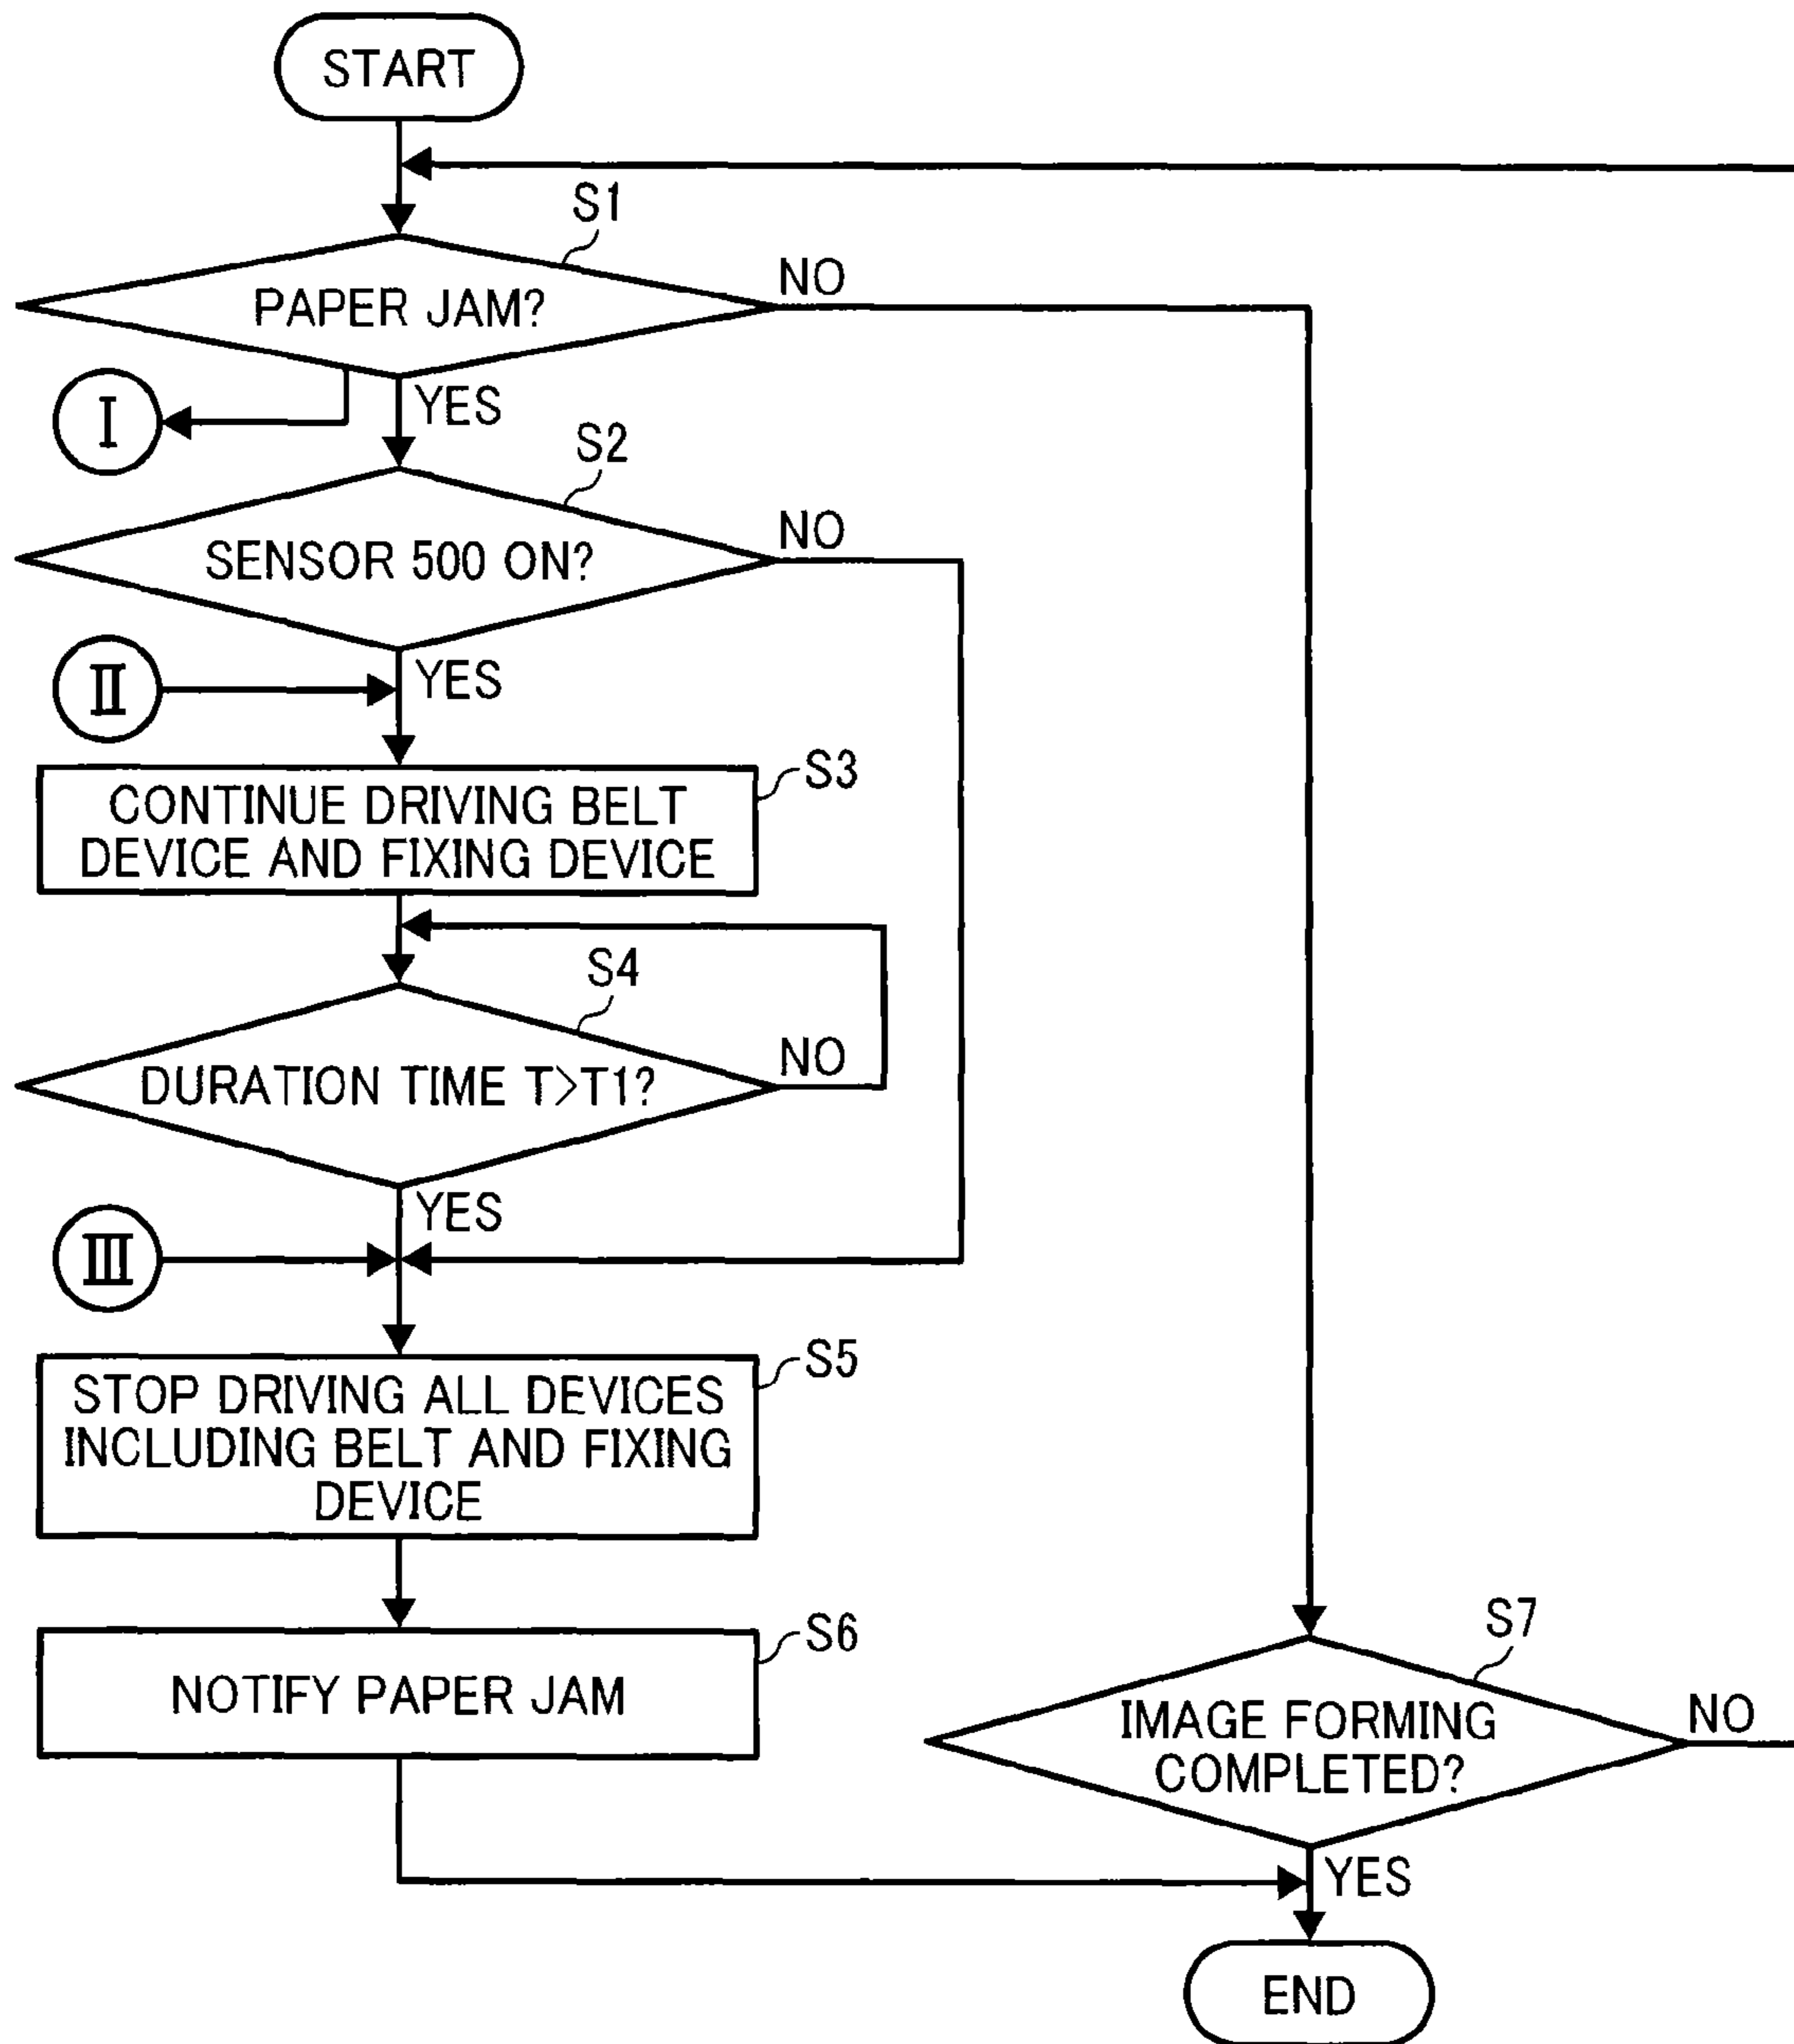 START
S1
PAPER JAM?
NO
I
YES
S2
SENSOR 500 ON?
NO
II
YES
S3
CONTINUE DRIVING BELT
DEVICE AND FIXING DEVICE
S4
DURATION TIME T>T1?
NO
YES
III
S5
STOP DRIVING ALL DEVICES
INCLUDING BELT AND FIXING
DEVICE
S6
NOTIFY PAPER JAM
S7
IMAGE FORMING
COMPLETED?
NO
YES
END